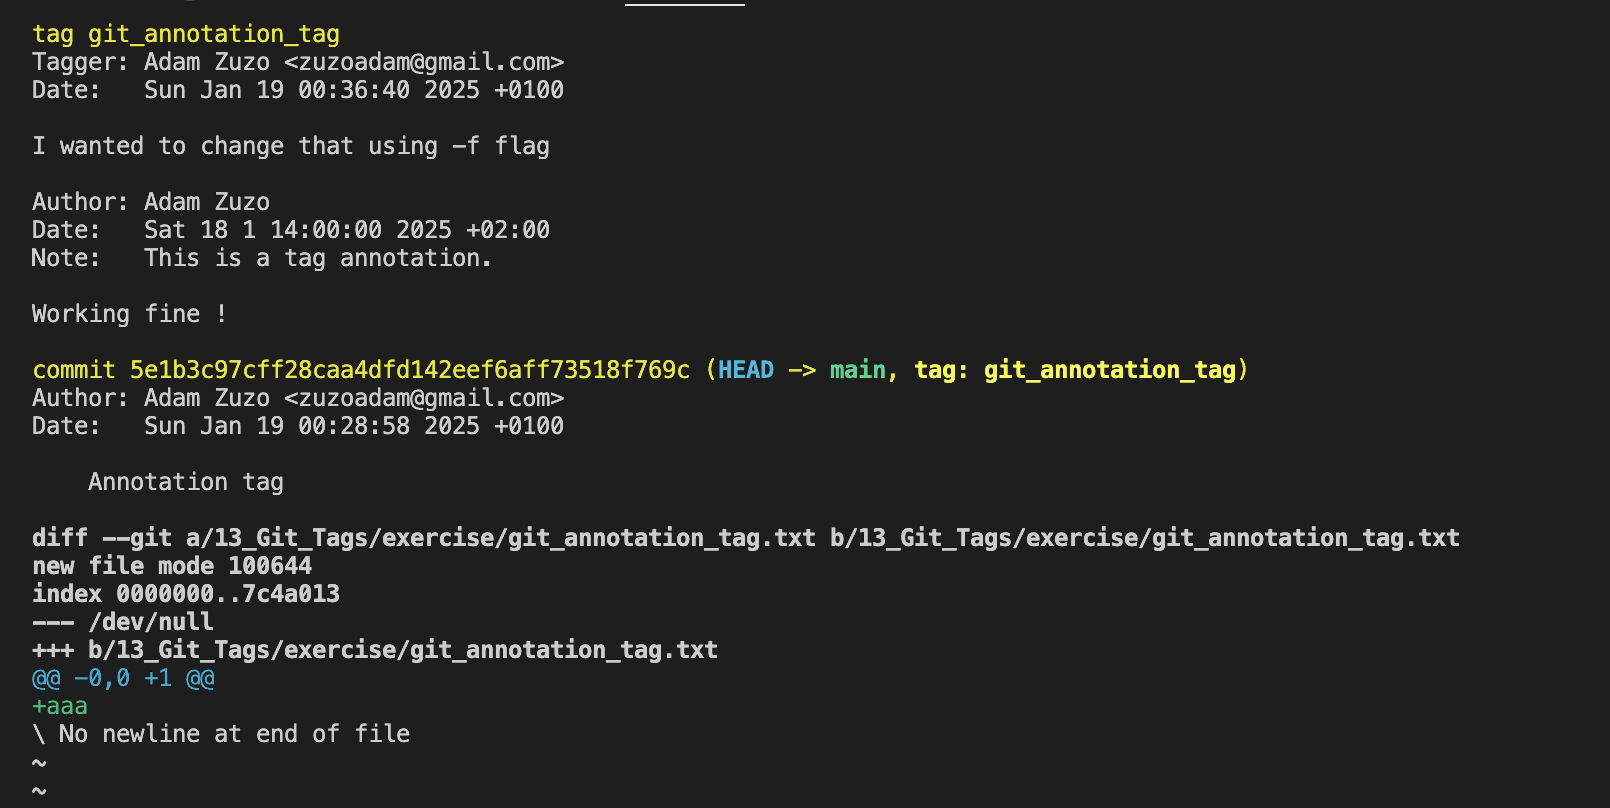 tag git_annotation_tag
Tagger: Adam Zuzo <zuzoadam@gmail.com>
Date:   Sun Jan 19 00:36:40 2025 +0100
I wanted to change that using -f flag
Author: Adam Zuzo
Date:   Sat 18 1 14:00:00 2025 +02:00
Note:   This is a tag annotation.
Working fine !
commit 5e1b3c97cff28caa4dfd142eef6aff73518f769c (HEAD -> main, tag: git_annotation_tag)
Author: Adam Zuzo <zuzoadam@gmail.com>
Date:   Sun Jan 19 00:28:58 2025 +0100
    Annotation tag
diff --git a/13_Git_Tags/exercise/git_annotation_tag.txt b/13_Git_Tags/exercise/git_annotation_tag.txt
new file mode 100644
index 0000000..7c4a013
--- /dev/null
+++ b/13_Git_Tags/exercise/git_annotation_tag.txt
@@ -0,0 +1 @@
+aaa
\ No newline at end of file
~
~